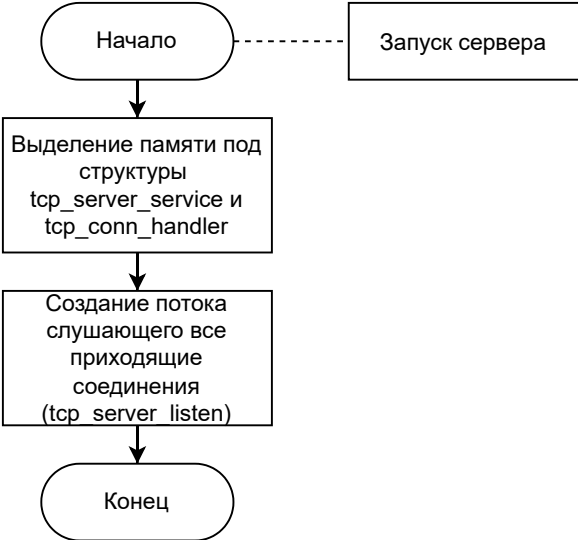 Начало
Запуск сервера
Выделение памяти под
структуры
tcp_server_service и
tcp_conn_handler
Создание потока
слушающего все
приходящие
соединения
(tcp_server_listen)
Конец